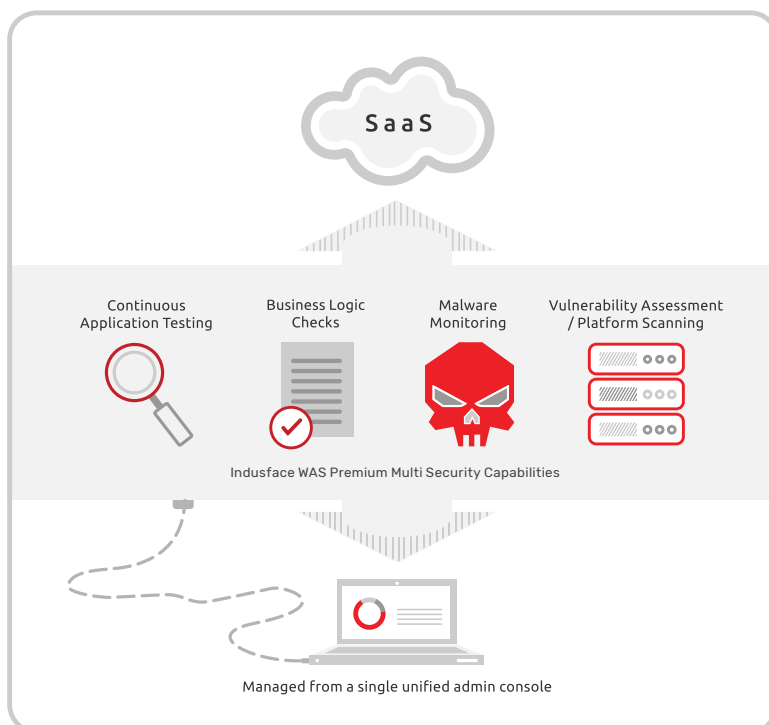 SaaS
Continuous
Application Testing
Business Logic
Checks
Malware
Monitoring
Vulnerability Assessment
/ Platform Scanning
Indusface WAS Premium Multi Security Capabilities
Managed from a single unified admin console